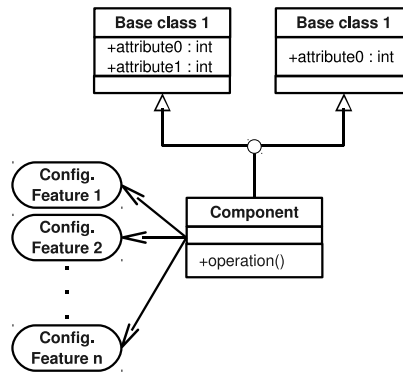 Base class 1
+attribute0 : int
+attribute1 : int
Base class 1
+attribute0 : int
Config.
Feature 1
Config.
Feature 2
Config.
Feature n
Component
+operation()